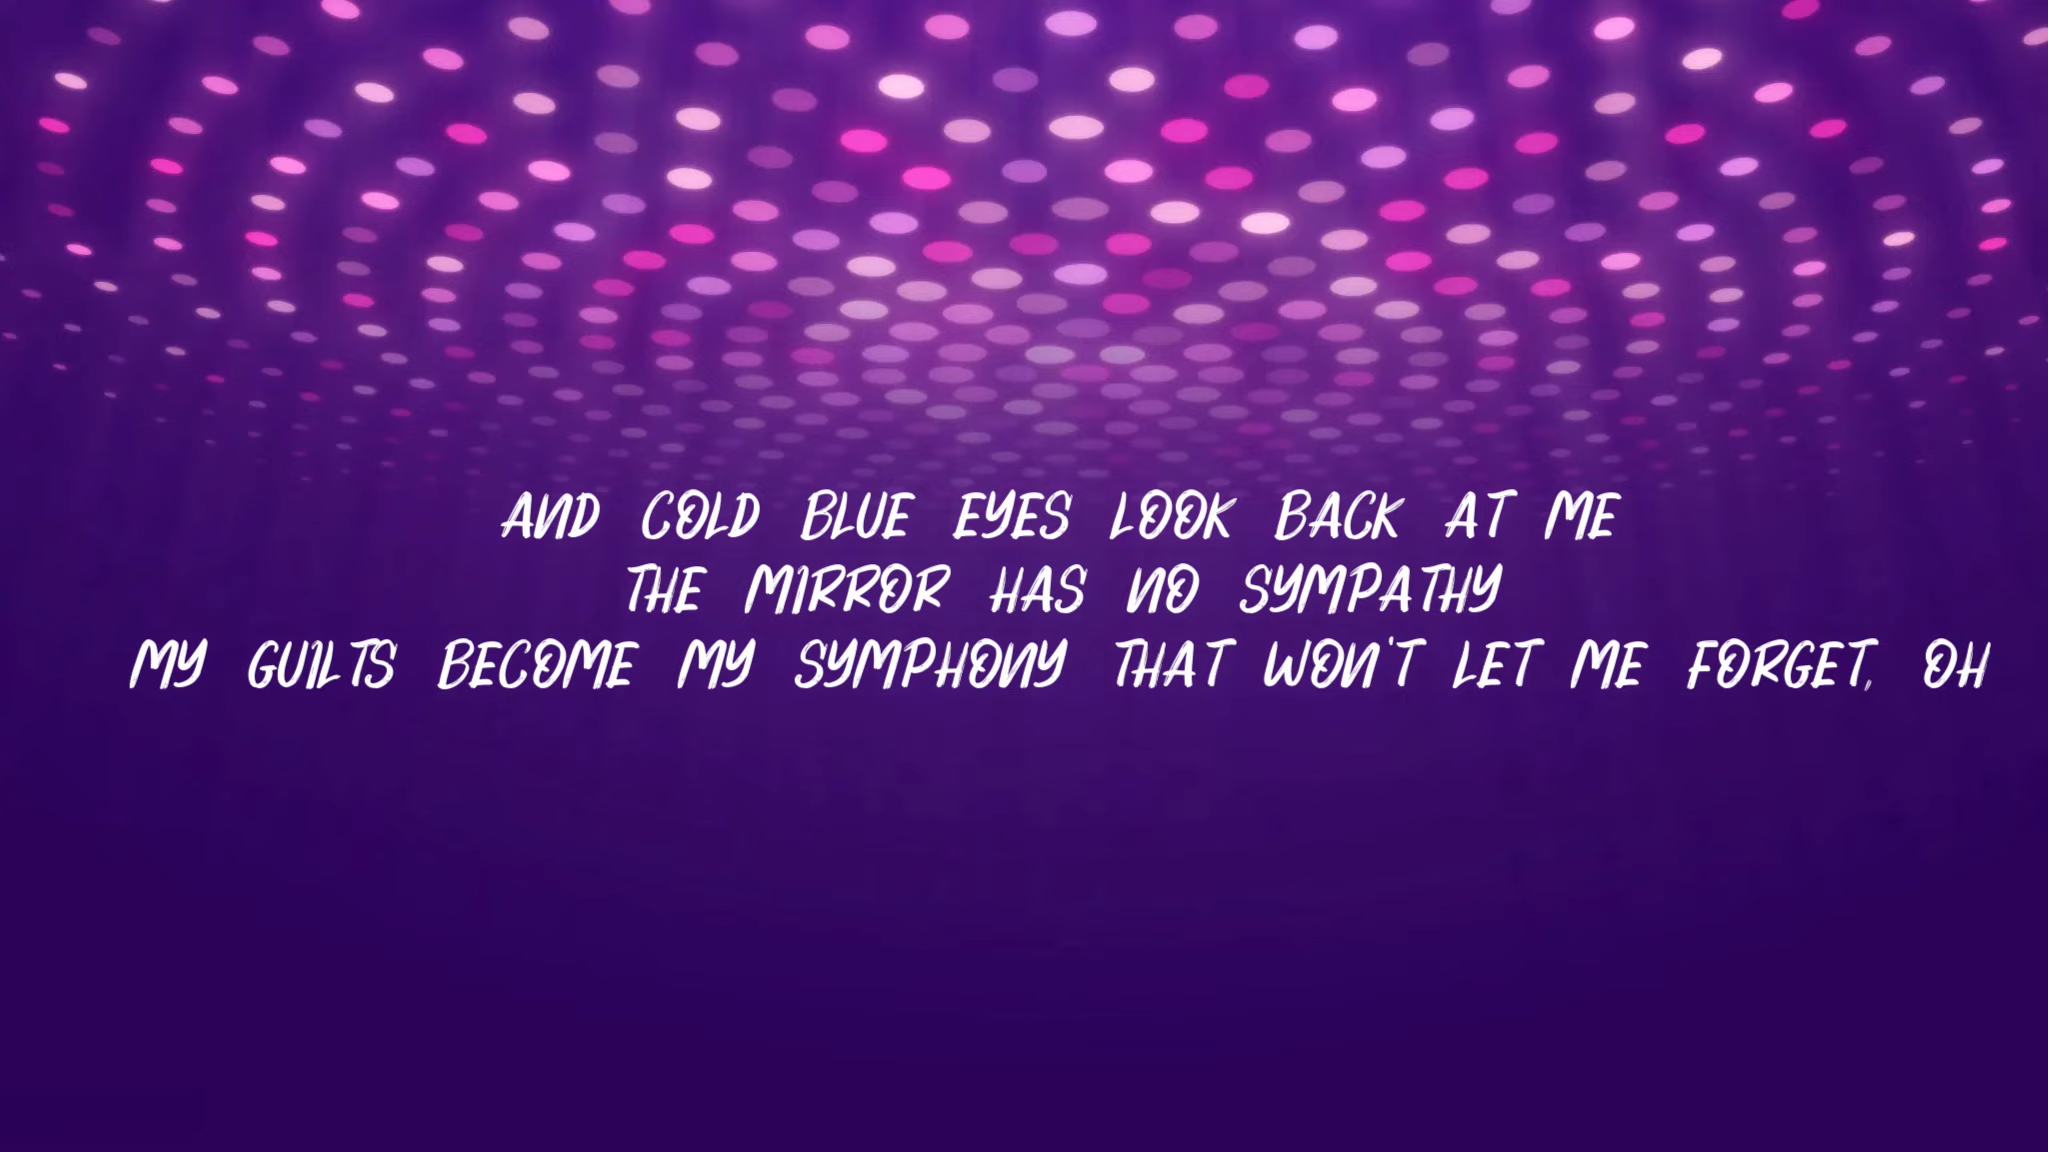 AND COLD BLUE EYES LOOK BACK AT ME
THE MIRROR HAS NO SYMPATHY
MY GUILTS BECOME MY SYMPHONY THAT WON'T LET ME FORGET, OH